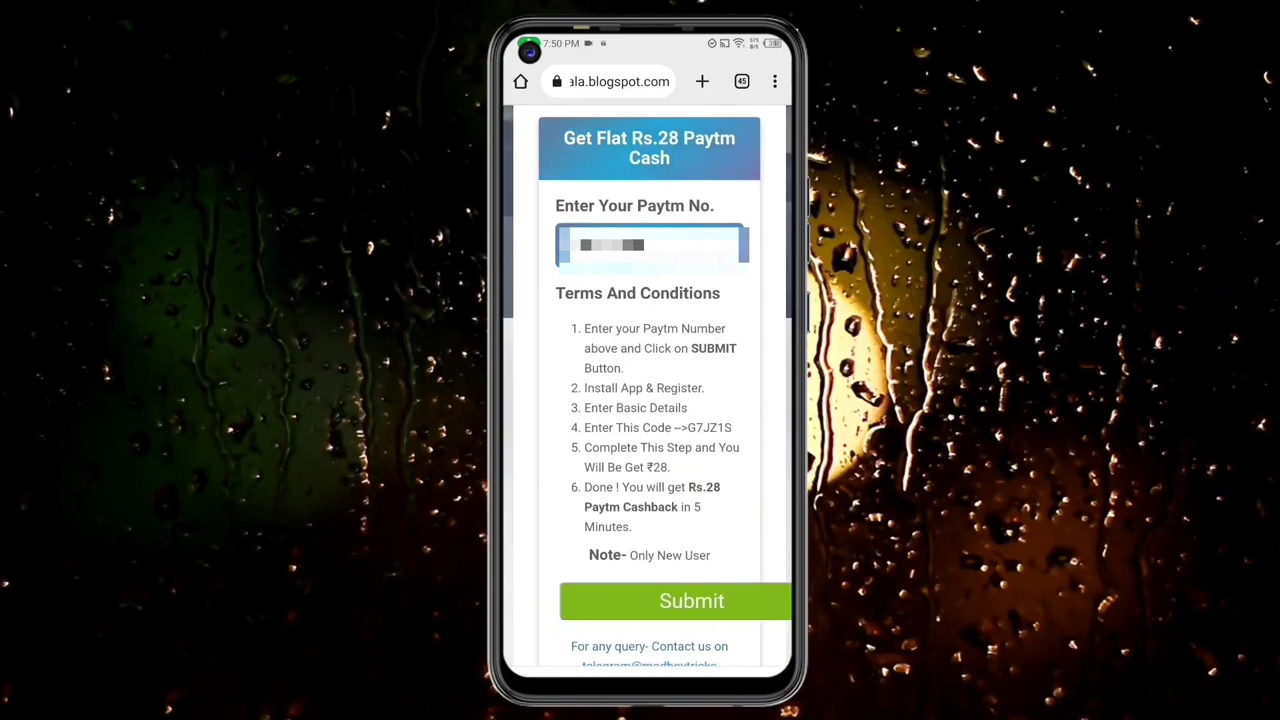 7:50 PM
ala.blogspot.com
45
Get Flat Rs.28 Paytm
Cash
Enter Your Paytm No.
Terms And Conditions
1. Enter your Paytm Number
above and Click on SUBMIT
Button.
2. Install App & Register.
3. Enter Basic Details
4. Enter This Code -->G7JZ1S
5. Complete This Step and You
Will Be Get ₹28.
6. Done ! You will get Rs.28
Paytm Cashback in 5
Minutes.
Note- Only New User
Submit
For any query- Contact us on